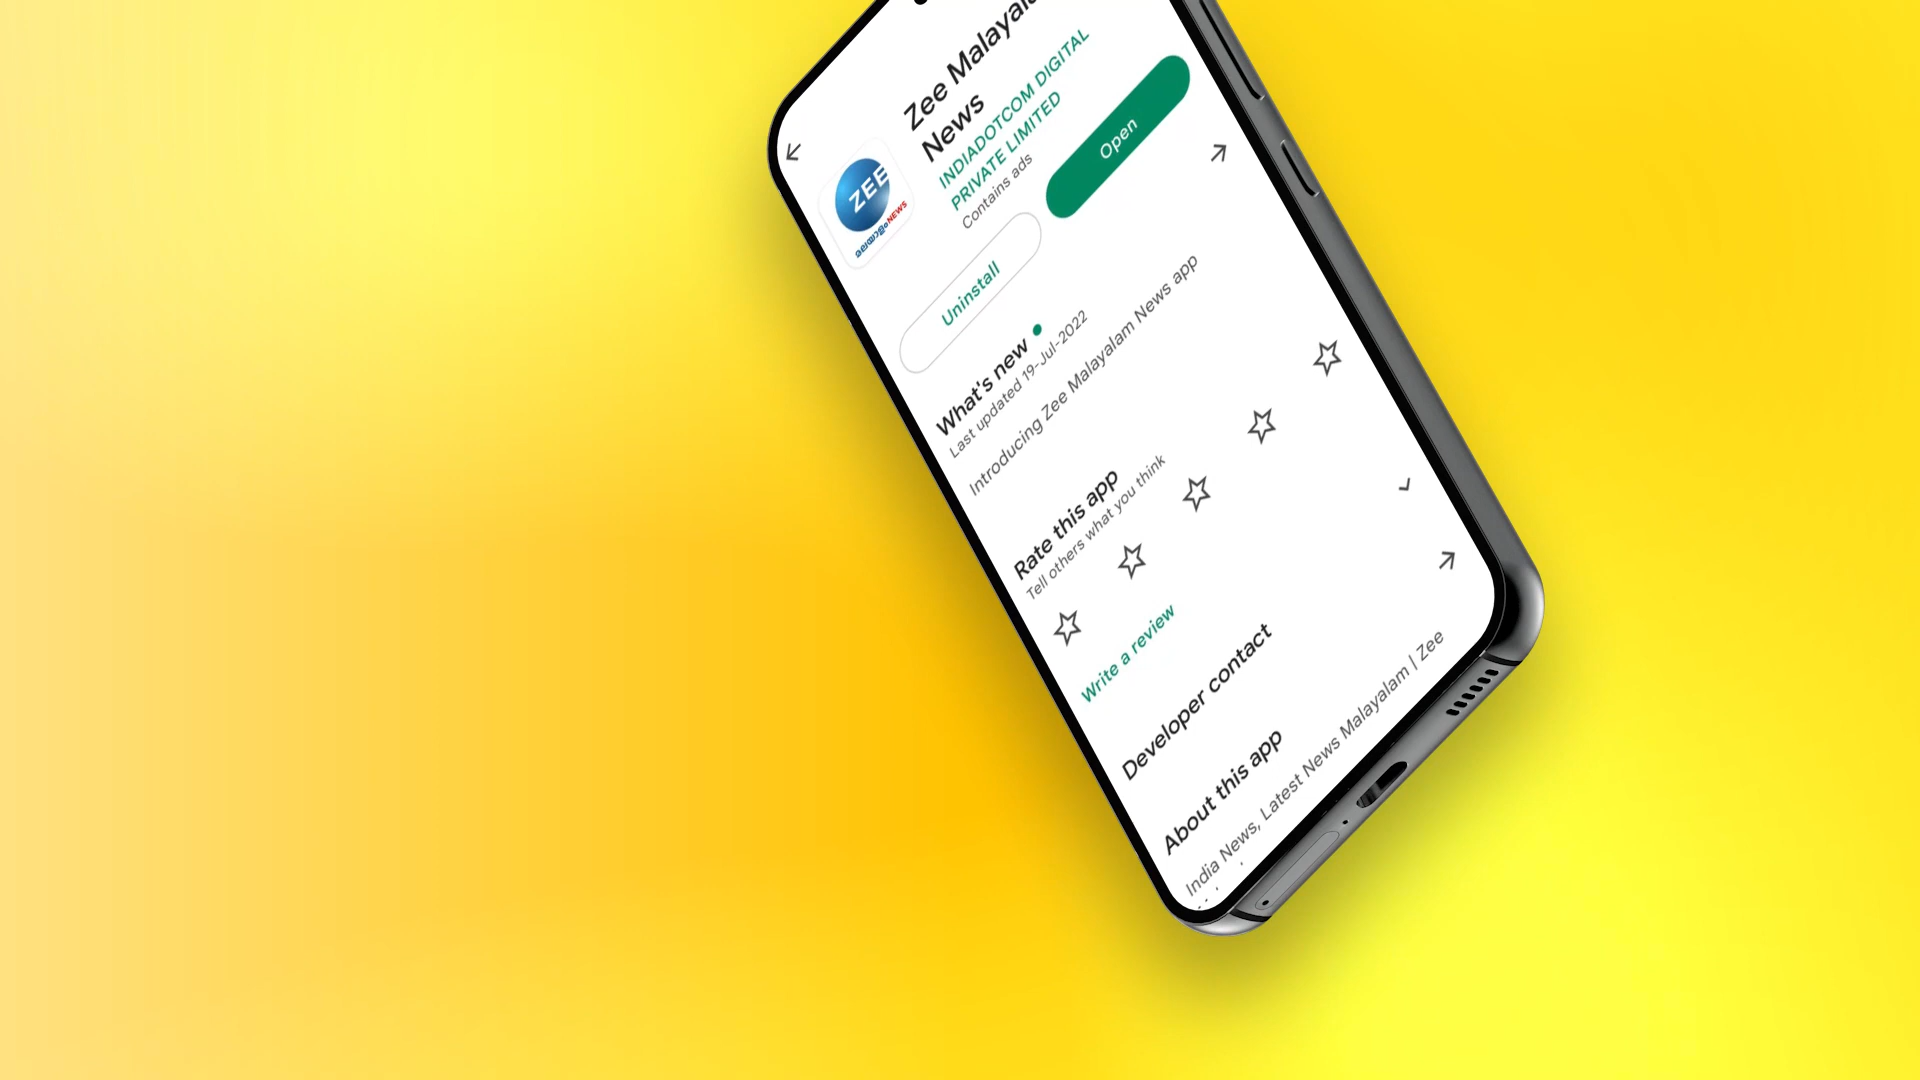 Zee Malayal
News
INDIADOTCOM DIGITAL
PRIVATE LIMITED
Contains ads
ZEE
മലയാളം NEWS
Uninstall
Open
What's new
Last updated 19-Jul-2022
Introducing Zee Malayalam News app
Rate this app
Tell others what you think
Write a review
Developer contact
About this app
India News, Latest News Malayalam | Zee